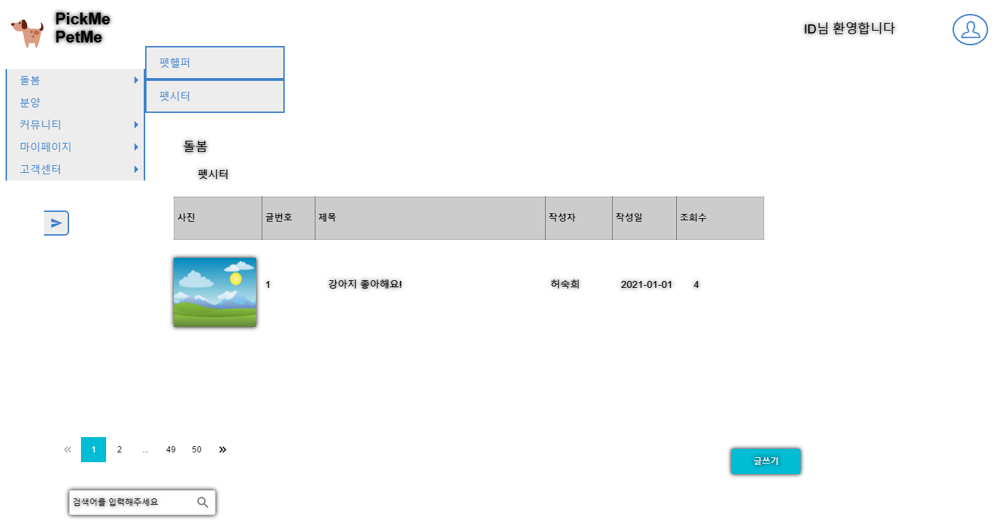 PickMe
PetMe
ID님 환영합니다
펫헬퍼
펫시터
돌봄
분양
커뮤니티
마이페이지
고객센터
돌봄
펫시터
사진 글번호 제목 작성자 작성일 조회수
1 강아지 좋아해요! 허숙희 2021-01-01 4
« 1 2 ... 49 50 »
글쓰기
검색어를 입력해주세요